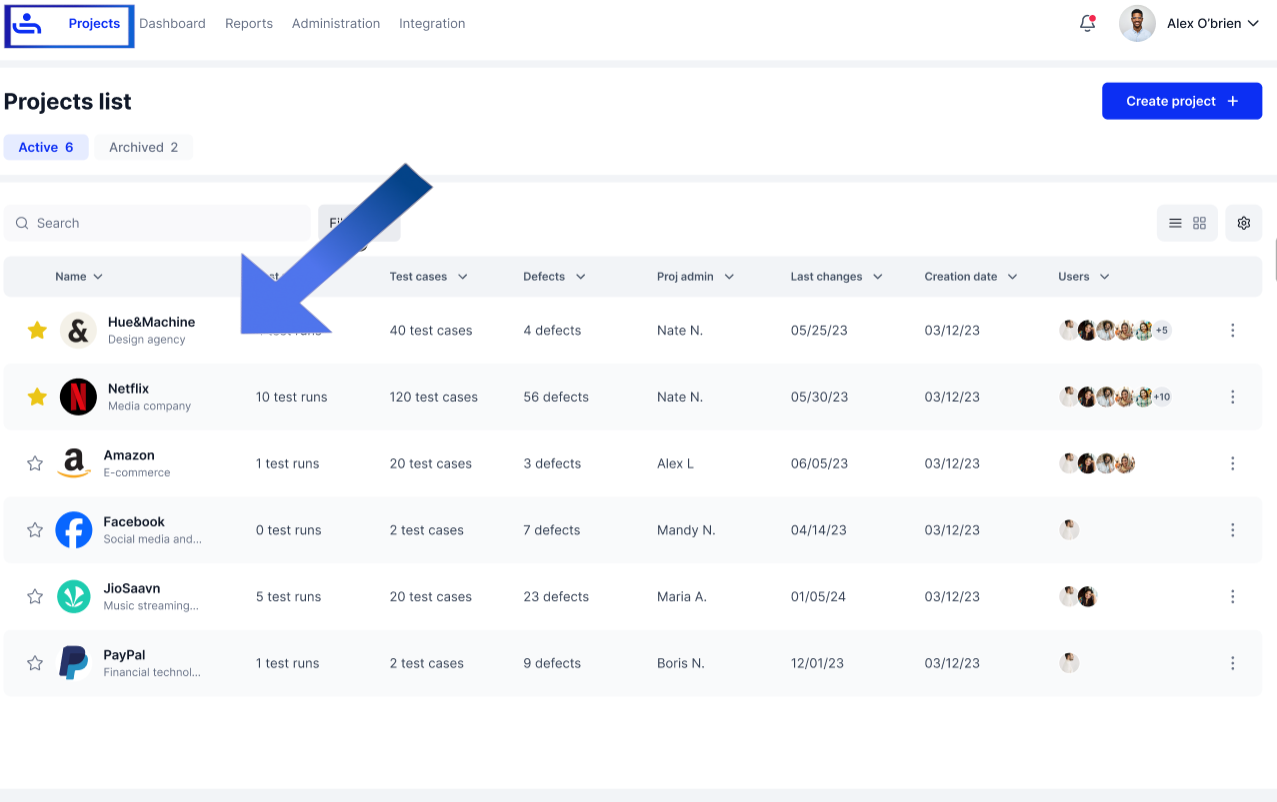 Projects Dashboard Reports Administration Integration Alex O'brien
Projects list
Create project +
Active 6 Archived 2
Search
Name Test cases Defects Proj admin Last changes Creation date Users
Hue&Machine
Design agency
40 test cases 4 defects Nate N. 05/25/23 03/12/23 +5
Netflix
Media company
10 test runs 120 test cases 56 defects Nate N. 05/30/23 03/12/23 +10
Amazon
E-commerce
1 test runs 20 test cases 3 defects Alex L 06/05/23 03/12/23
Facebook
Social media and...
0 test runs 2 test cases 7 defects Mandy N. 04/14/23 03/12/23
JioSaavn
Music streaming...
5 test runs 20 test cases 23 defects Maria A. 01/05/24 03/12/23
PayPal
Financial technol...
1 test runs 2 test cases 9 defects Boris N. 12/01/23 03/12/23